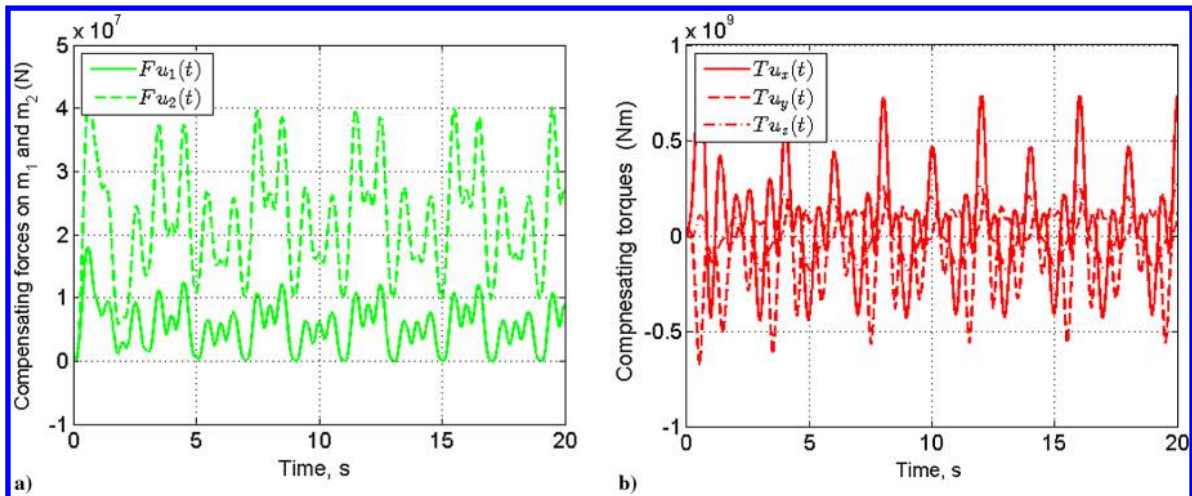 x 10^7
Compensating forces on m_1 and m_2 (N)
5
4
3
2
1
0
-1
Fu_1(t)
Fu_2(t)
0 5 10 15 20
Time, s
a)
x 10^9
Compnesating torques (Nm)
1
0.5
0
-0.5
-1
Tu_x(t)
Tu_y(t)
Tu_z(t)
0 5 10 15 20
Time, s
b)